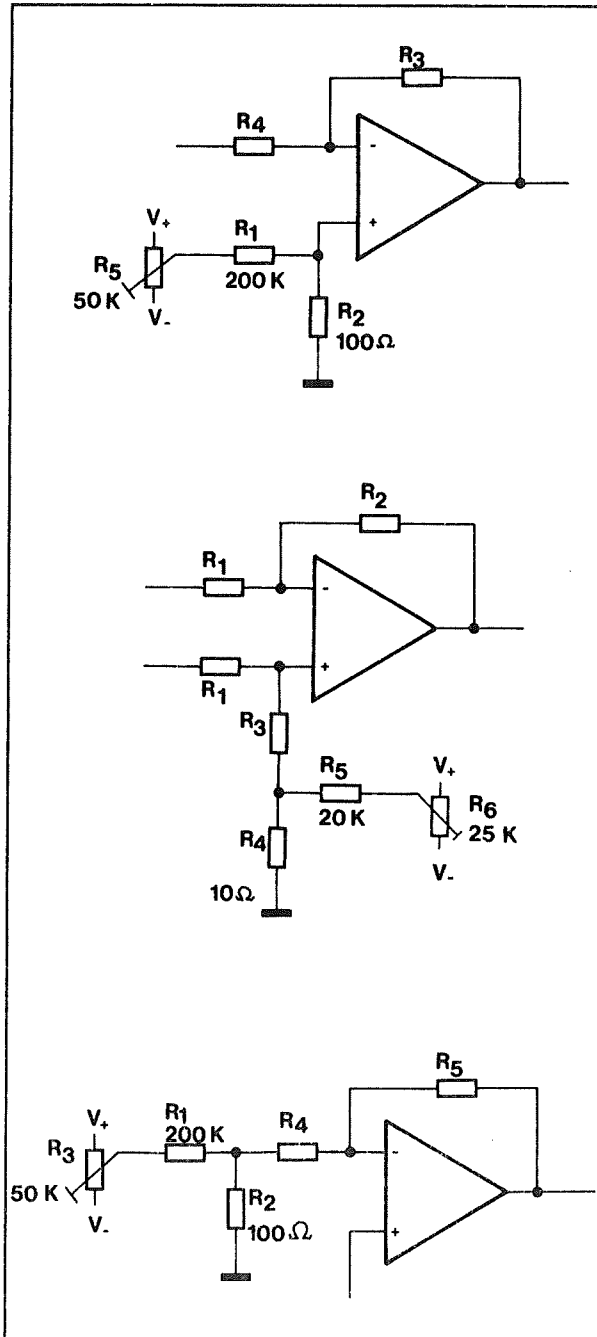 R3
R4
-
V+
R1
+
R5
200 K
50 K
R2
V-
100Ω
R2
R1
-
+
R1
R3
R5
V+
R6
20 K
25 K
R4
V-
10Ω
R5
V+
R1
R4
200 K
R3
-
50 K
R2
V-
100Ω
+